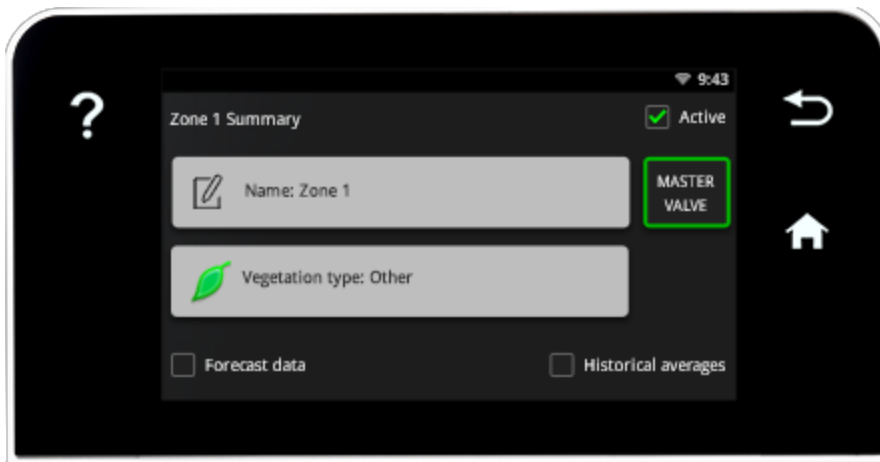 ?
9:43
Zone 1 Summary
Active
Name: Zone 1
MASTER
VALVE
Vegetation type: Other
Forecast data
Historical averages